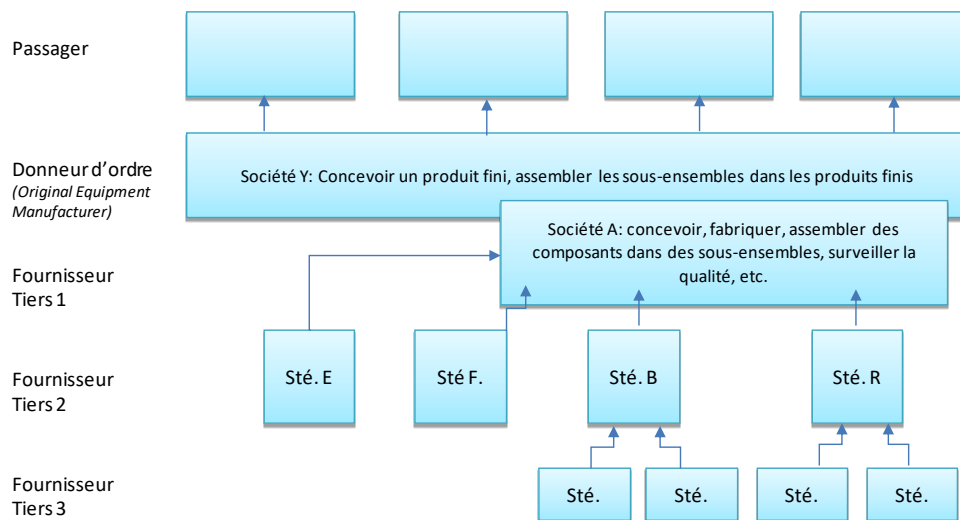 Passager
Donneur d'ordre
(Original Equipment
Manufacturer)
Société Y: Concevoir un produit fini, assembler les sous-ensembles dans les produits finis
Société A: concevoir, fabriquer, assembler des
composants dans des sous-ensembles, surveiller la
qualité, etc.
Fournisseur
Tiers 1
Fournisseur
Tiers 2
Sté. E
Sté F.
Sté. B
Sté. R
Fournisseur
Tiers 3
Sté.
Sté.
Sté.
Sté.